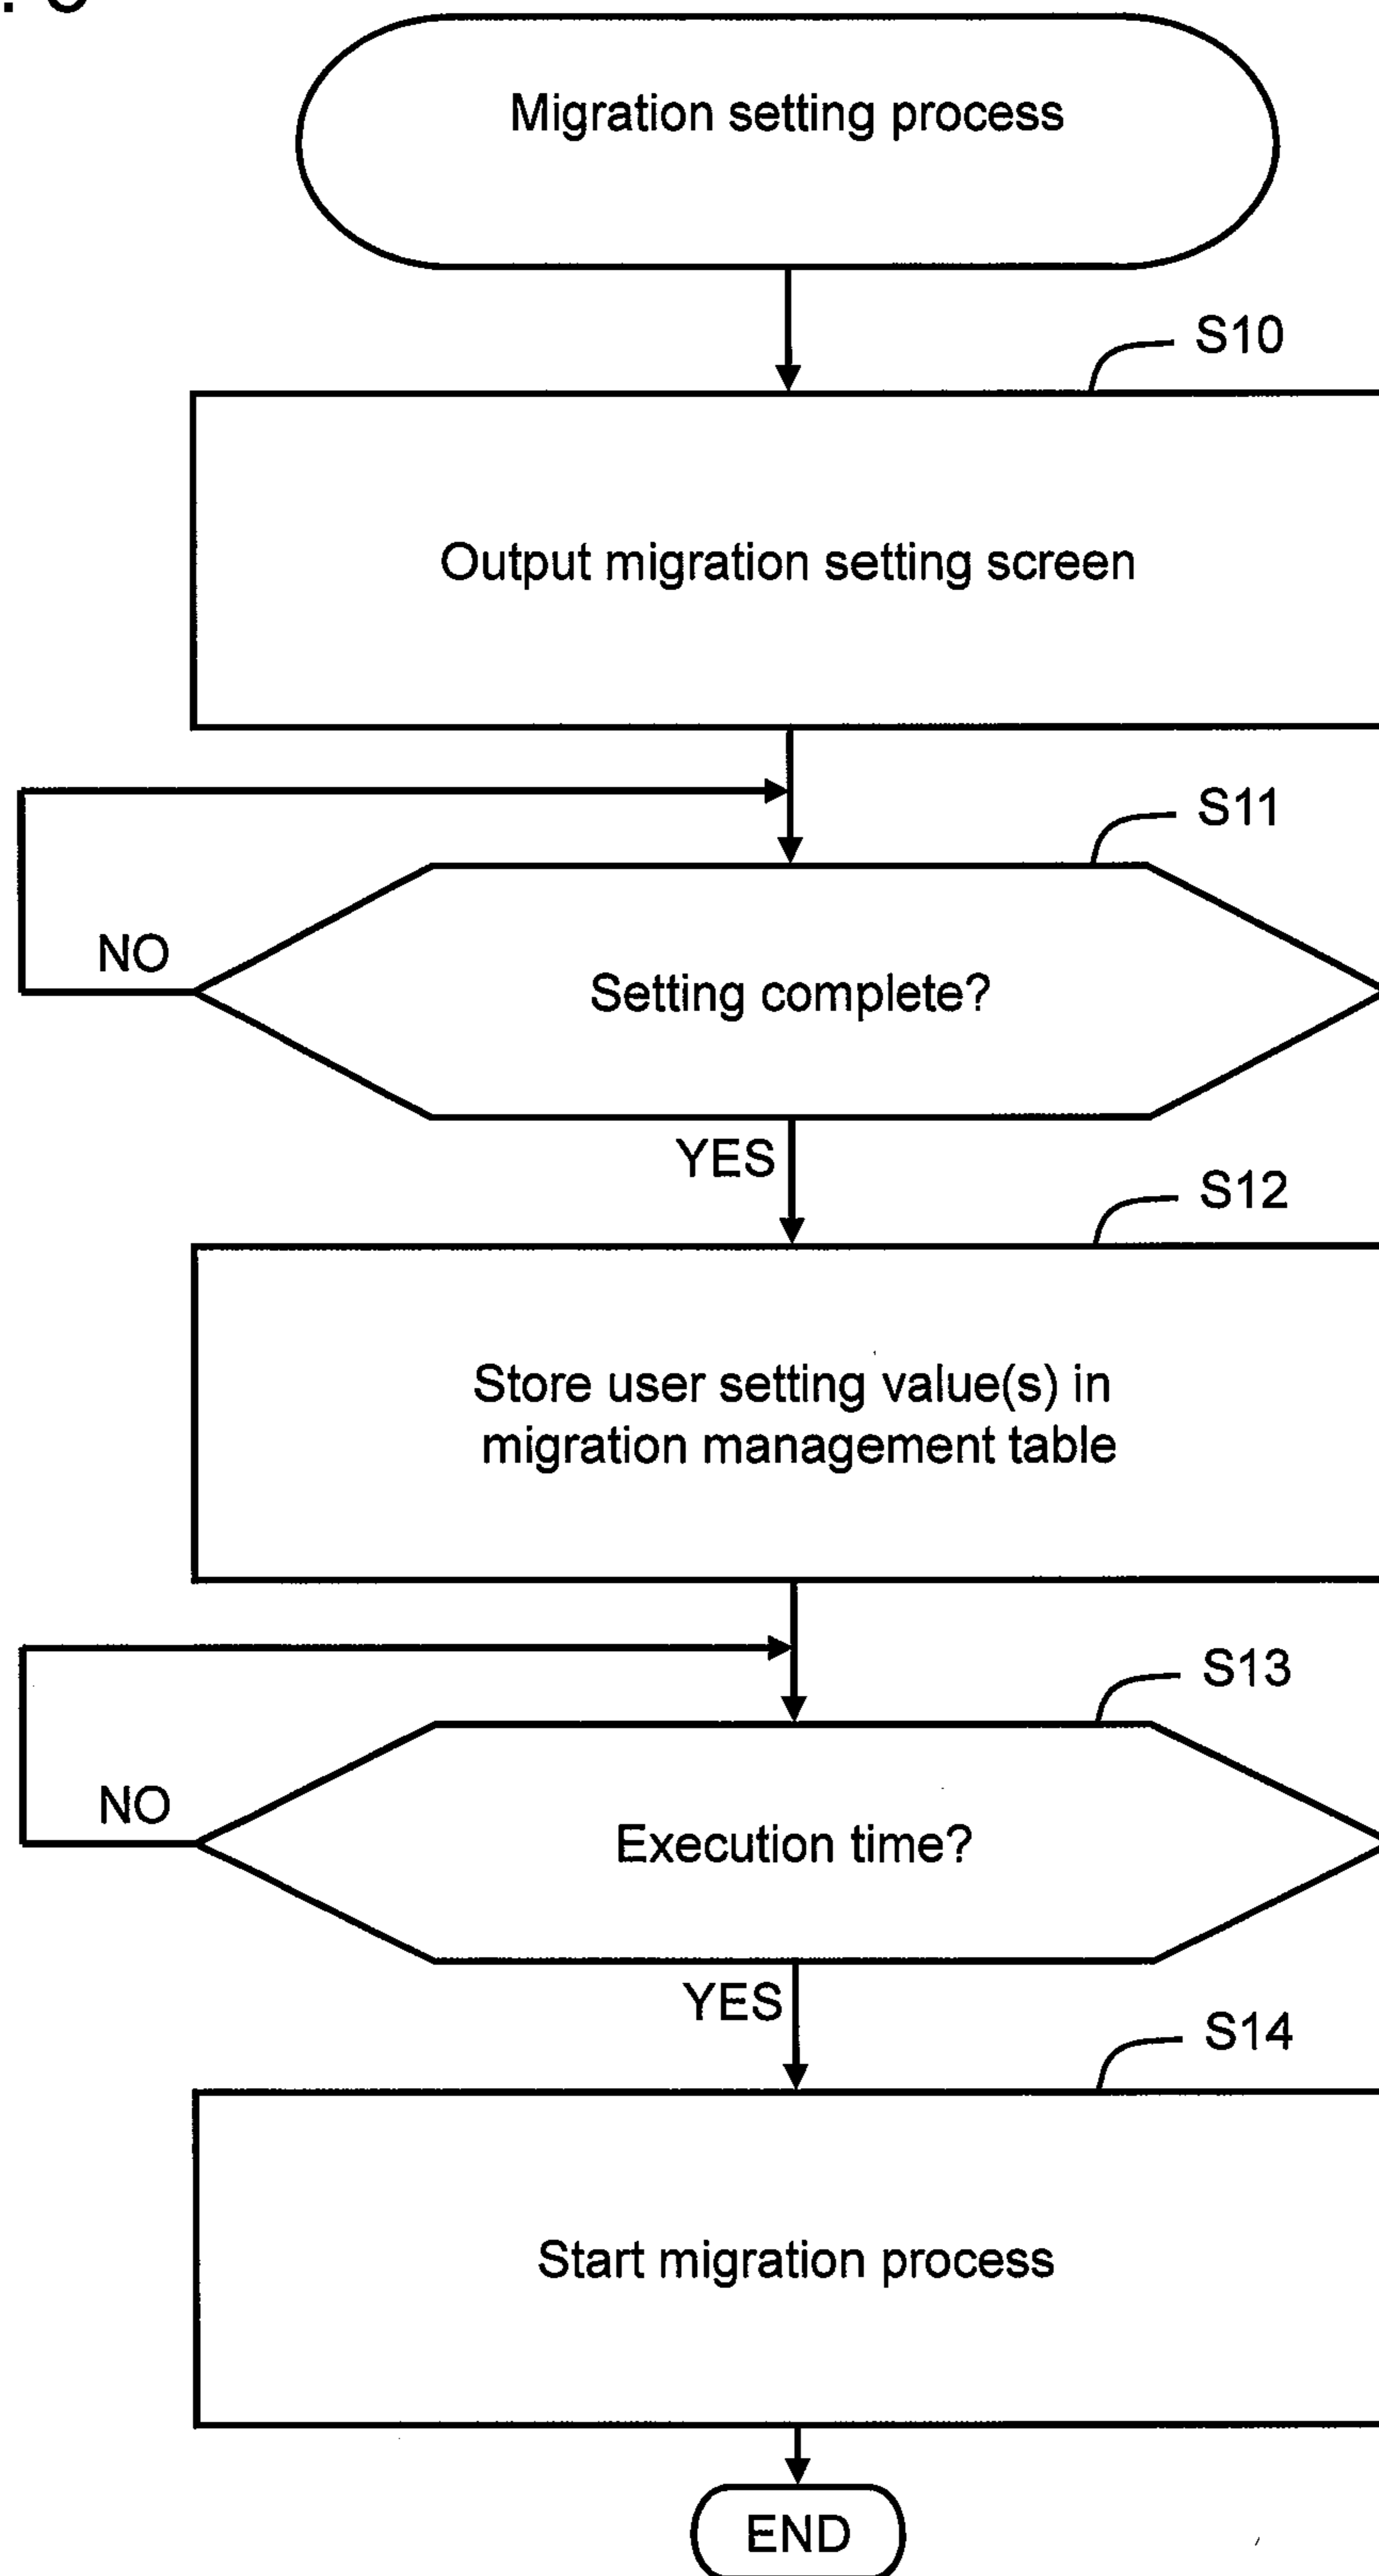 Migration setting process
S10
Output migration setting screen
S11
NO
Setting complete?
YES
S12
Store user setting value(s) in
migration management table
S13
NO
Execution time?
YES
S14
Start migration process
END